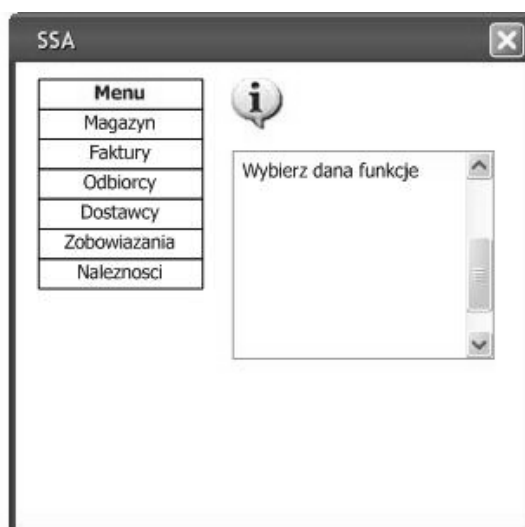 SSA
Menu
Magazyn
Faktury
Odbiorcy
Dostawcy
Zobowiazania
Naleznosci
Wybierz dana funkcje